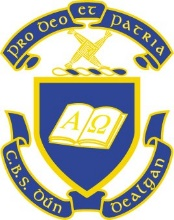 PRO DEO ET PATRIA
Α Ω
C.B.S. DÚN DEALGAN